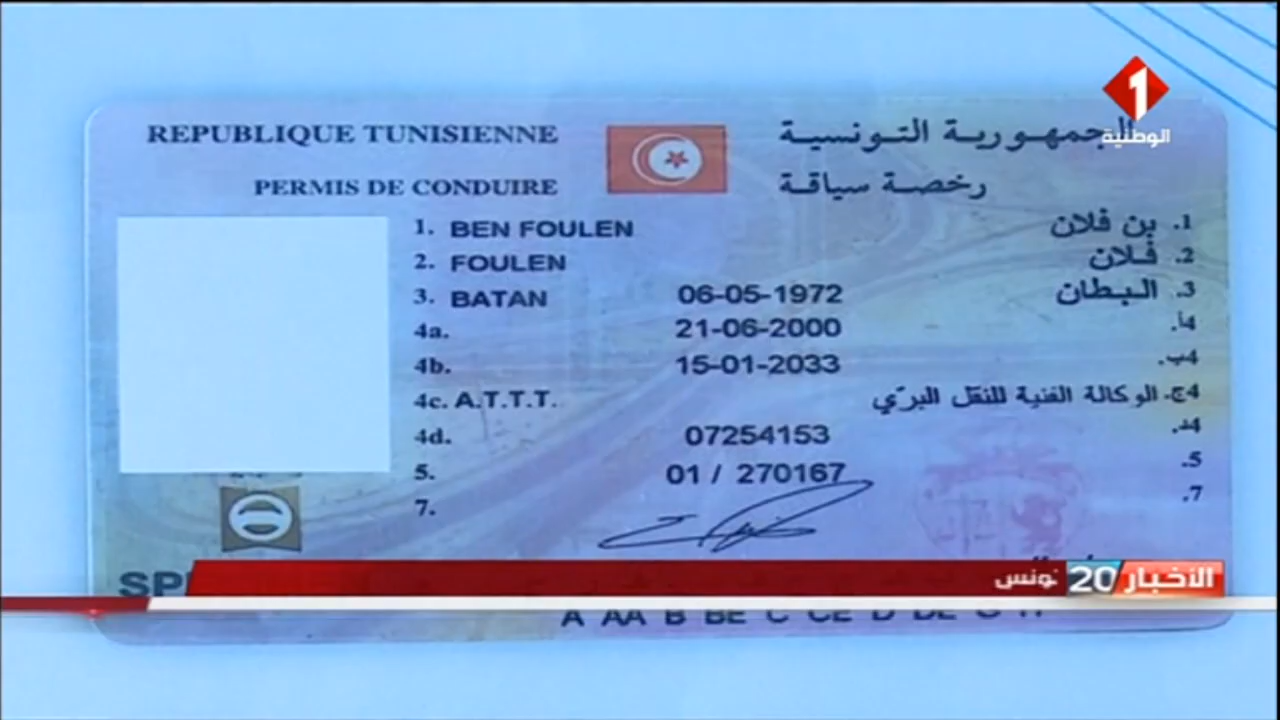 1
الوطنية
REPUBLIQUE TUNISIENNE الجمهورية التونسية
PERMIS DE CONDUIRE رخصة سياقة
1. BEN FOULEN 1. بن فلان
2. FOULEN 2. فلان
3. BATAN 06-05-1972 3. البطان
4a. 21-06-2000 4أ.
4b. 15-01-2033 4ب.
4c. A.T.T.T. 4ج. الوكالة الفنية للنقل البرّي
4d. 07254153 4د.
5. 01 / 270167 5.
7. 7.
تونس 20 الأخبار
A AA B BE C CE D DE G H